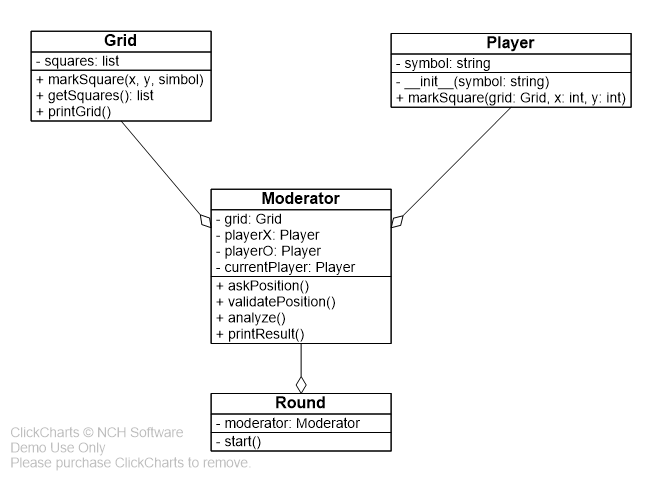 Grid
- squares: list
+ markSquare(x, y, simbol)
+ getSquares(): list
+ printGrid()
Player
- symbol: string
- __init__(symbol: string)
+ markSquare(grid: Grid, x: int, y: int)
Moderator
- grid: Grid
- playerX: Player
- playerO: Player
- currentPlayer: Player
+ askPosition()
+ validatePosition()
+ analyze()
+ printResult()
Round
- moderator: Moderator
- start()
ClickCharts © NCH Software
Demo Use Only
Please purchase ClickCharts to remove.